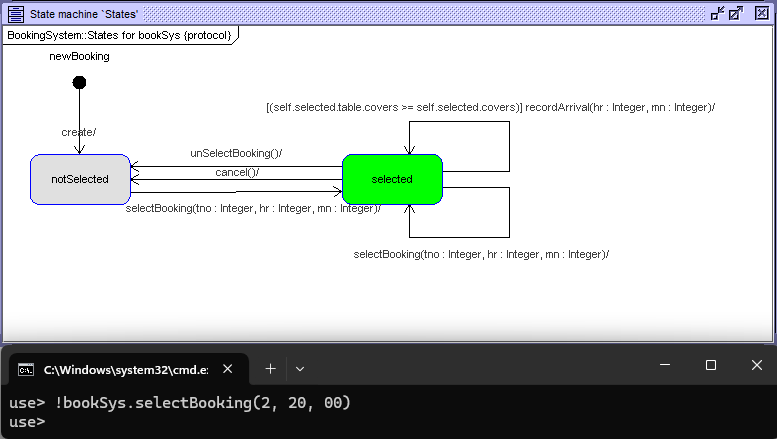 State machine `States'
BookingSystem::States for bookSys {protocol}
newBooking
[(self.selected.table.covers >= self.selected.covers)] recordArrival(hr : Integer, mn : Integer)/
create/
unSelectBooking()/
cancel()/
notSelected
selected
selectBooking(tno : Integer, hr : Integer, mn : Integer)/
selectBooking(tno : Integer, hr : Integer, mn : Integer)/
C:\Windows\system32\cmd.e
use> !bookSys.selectBooking(2, 20, 00)
use>